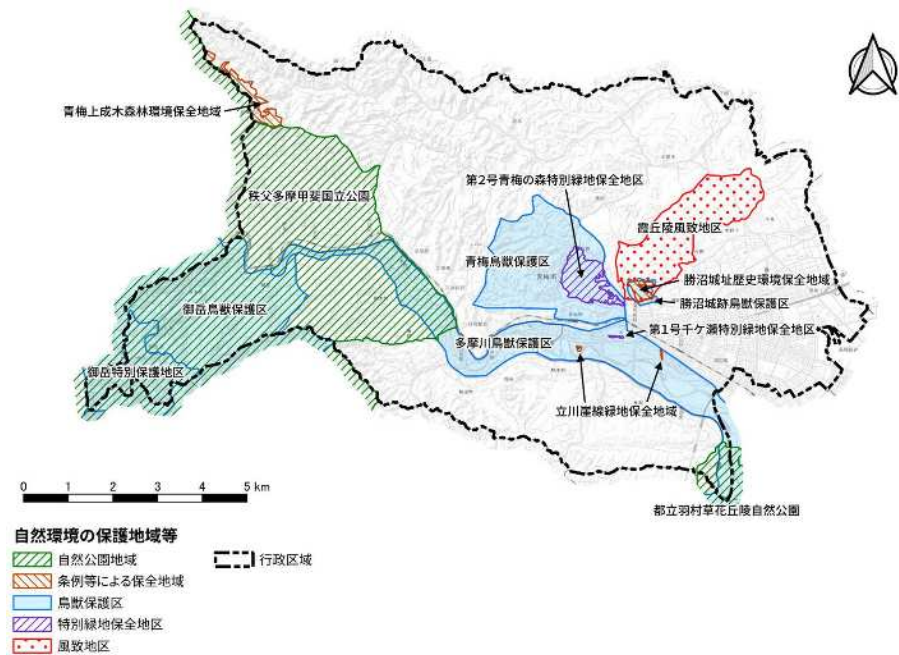 青梅上成木森林環境保全地域
第2号青梅の森特別緑地保全地区
秩父多摩甲斐国立公園
霞丘陵風致地区
青梅鳥獣保護区
勝沼城址歴史環境保全地域
御岳鳥獣保護区
勝沼城跡鳥獣保護区
第1号千ケ瀬特別緑地保全地区
多摩川鳥獣保護区
御岳特別保護地区
立川崖線緑地保全地域
0 1 2 3 4 5 km
都立羽村草花丘陵自然公園
自然環境の保護地域等
自然公園地域
行政区域
条例等による保全地域
鳥獣保護区
特別緑地保全地区
風致地区